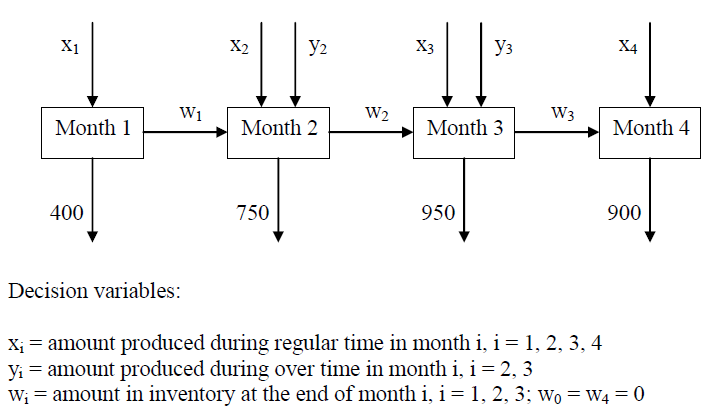 x₁ x₂ y₂ x₃ y₃ x₄
w₁ w₂ w₃
Month 1 Month 2 Month 3 Month 4
400 750 950 900
Decision variables:
xᵢ = amount produced during regular time in month i, i = 1, 2, 3, 4
yᵢ = amount produced during over time in month i, i = 2, 3
wᵢ = amount in inventory at the end of month i, i = 1, 2, 3; w₀ = w₄ = 0